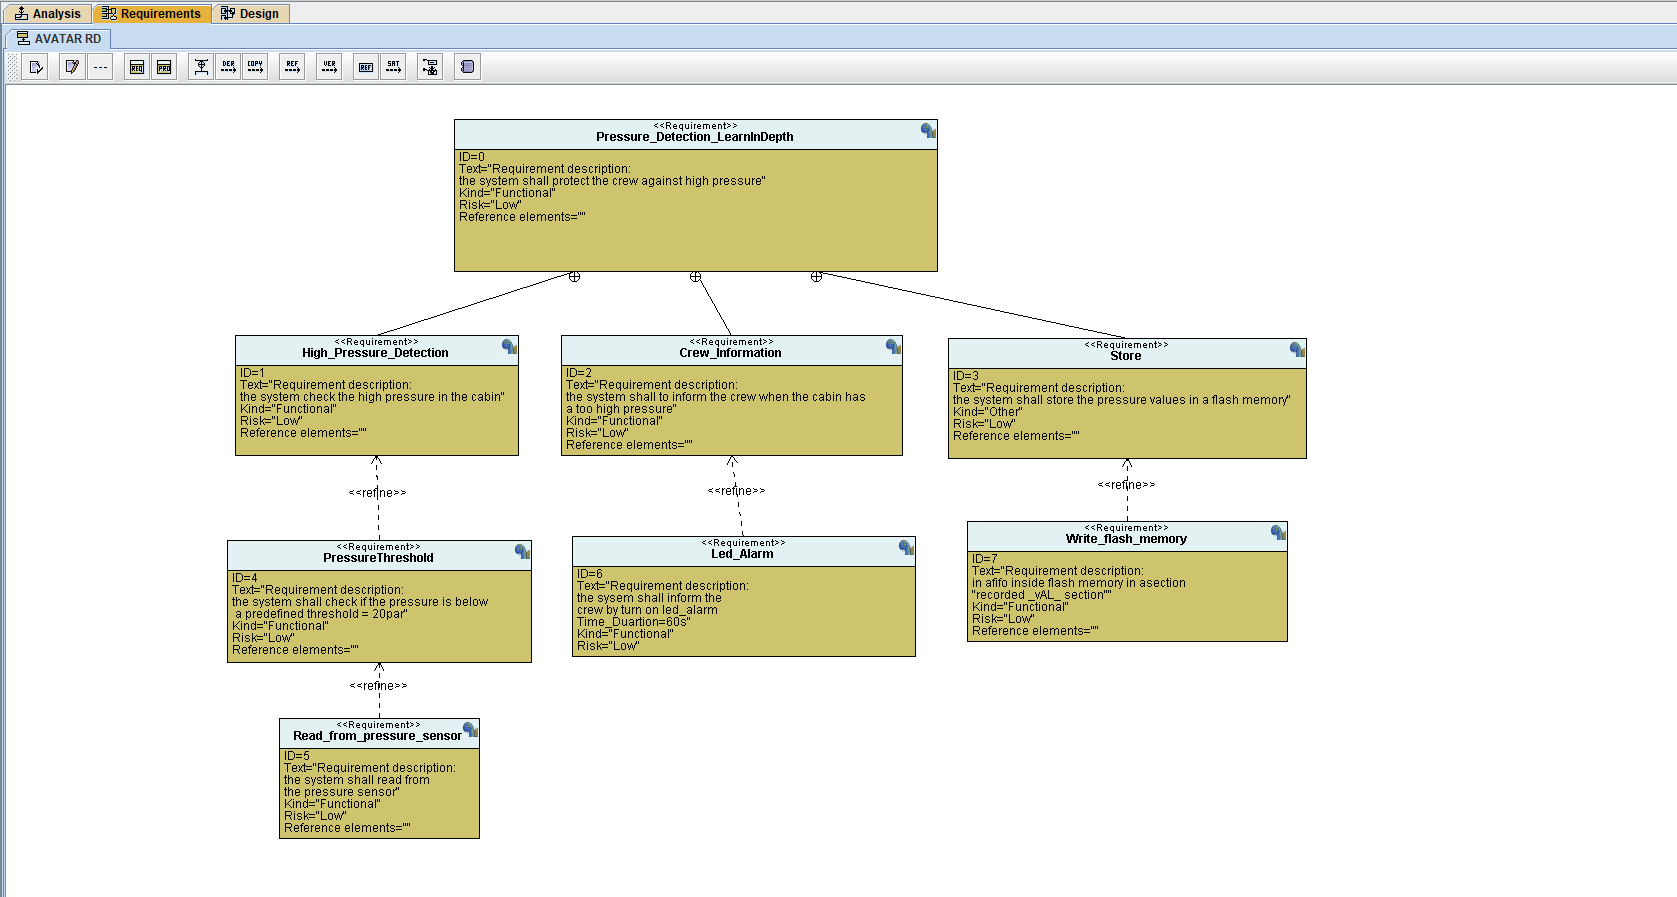 Analysis Requirements Design
AVATAR RD
REQ PRO DER COPY REF VER REF SAT
<<Requirement>>
Pressure_Detection_LearnInDepth
ID=0
Text="Requirement description:
the system shall protect the crew against high pressure"
Kind="Functional"
Risk="Low"
Reference elements=""
<<Requirement>>
High_Pressure_Detection
ID=1
Text="Requirement description:
the system check the high pressure in the cabin"
Kind="Functional"
Risk="Low"
Reference elements=""
<<Requirement>>
Crew_Information
ID=2
Text="Requirement description:
the system shall to inform the crew when the cabin has
a too high pressure"
Kind="Functional"
Risk="Low"
Reference elements=""
<<Requirement>>
Store
ID=3
Text="Requirement description:
the system shall store the pressure values in a flash memory"
Kind="Other"
Risk="Low"
Reference elements=""
<<refine>>
<<refine>>
<<refine>>
<<Requirement>>
PressureThreshold
ID=4
Text="Requirement description:
the system shall check if the pressure is below
a predefined threshold = 20par"
Kind="Functional"
Risk="Low"
Reference elements=""
<<Requirement>>
Led_Alarm
ID=6
Text="Requirement description:
the sysem shall inform the
crew by turn on led_alarm
Time_Duartion=60s"
Kind="Functional"
Risk="Low"
<<Requirement>>
Write_flash_memory
ID=7
Text="Requirement description:
in afifo inside flash memory in asection
"recorded _vAL_ section""
Kind="Functional"
Risk="Low"
Reference elements=""
<<refine>>
<<Requirement>>
Read_from_pressure_sensor
ID=5
Text="Requirement description:
the system shall read from
the pressure sensor"
Kind="Functional"
Risk="Low"
Reference elements=""